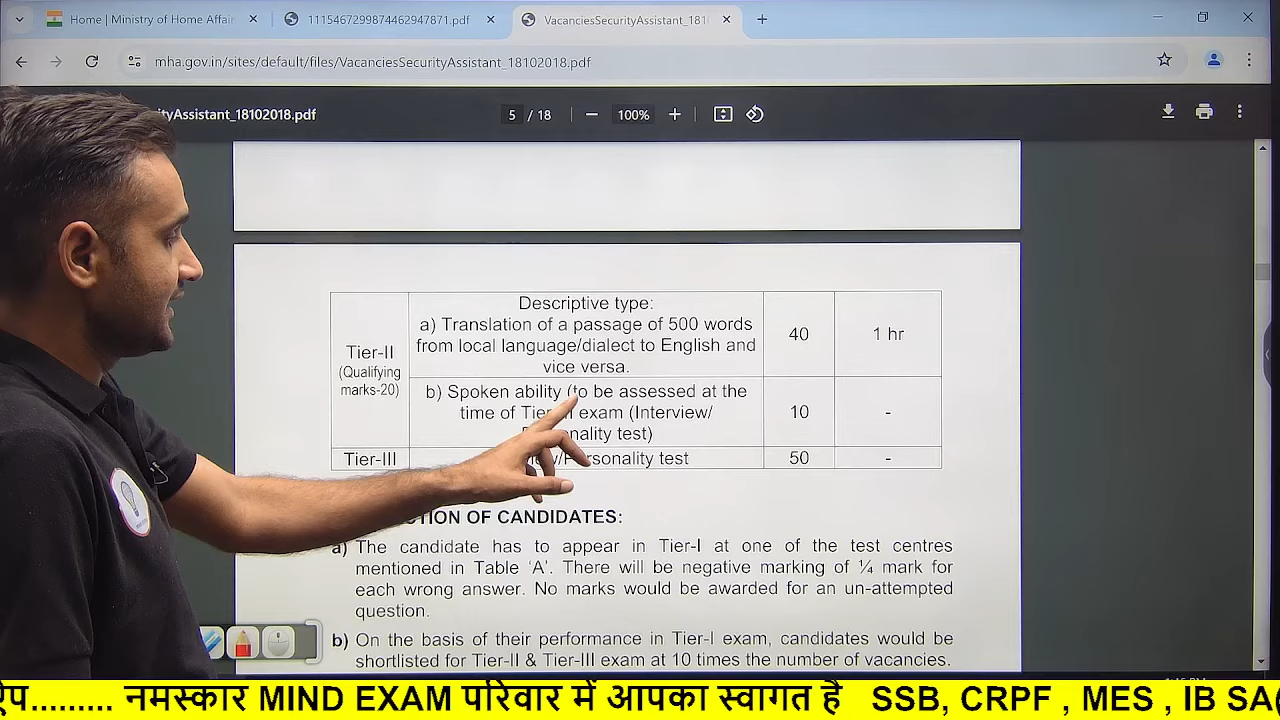 Home | Ministry of Home Affair
1115467299874462947871.pdf
VacanciesSecurityAssistant_181
mha.gov.in/sites/default/files/VacanciesSecurityAssistant_18102018.pdf
ityAssistant_18102018.pdf
5 / 18
100%
Tier-II
(Qualifying
marks-20)
Descriptive type:
a) Translation of a passage of 500 words
from local language/dialect to English and
vice versa.
40
1 hr
b) Spoken ability (to be assessed at the
time of exam (Interview/
test)
10
-
Tier-III
test
50
-
OF CANDIDATES:
a) The candidate has to appear in Tier-I at one of the test centres
mentioned in Table ‘A’. There will be negative marking of ¼ mark for
each wrong answer. No marks would be awarded for an un-attempted
question.
b) On the basis of their performance in Tier-I exam, candidates would be
shortlisted for Tier-II & Tier-III exam at 10 times the number of vacancies.
ऐप......... नमस्कार MIND EXAM परिवार में आपका स्वागत है SSB, CRPF , MES , IB SA(